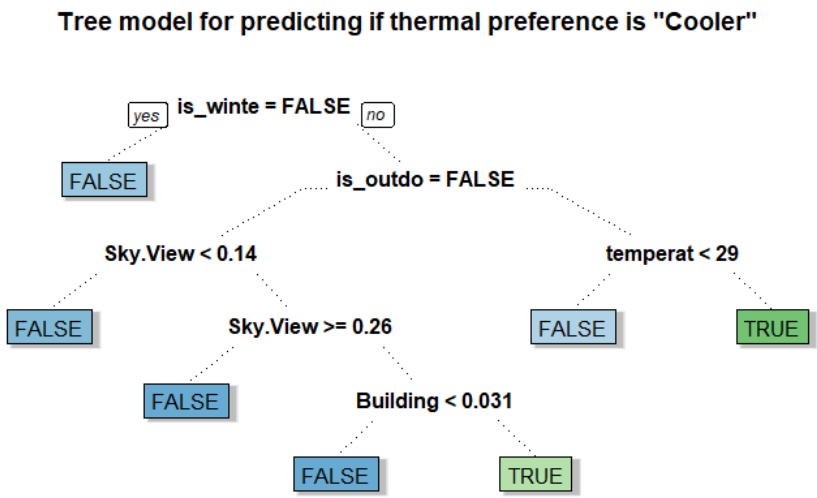 Tree model for predicting if thermal preference is "Cooler"
yes is_winte = FALSE no
FALSE
is_outdo = FALSE
Sky.View < 0.14
temperat < 29
FALSE
Sky.View >= 0.26
FALSE
TRUE
FALSE
Building < 0.031
FALSE
TRUE